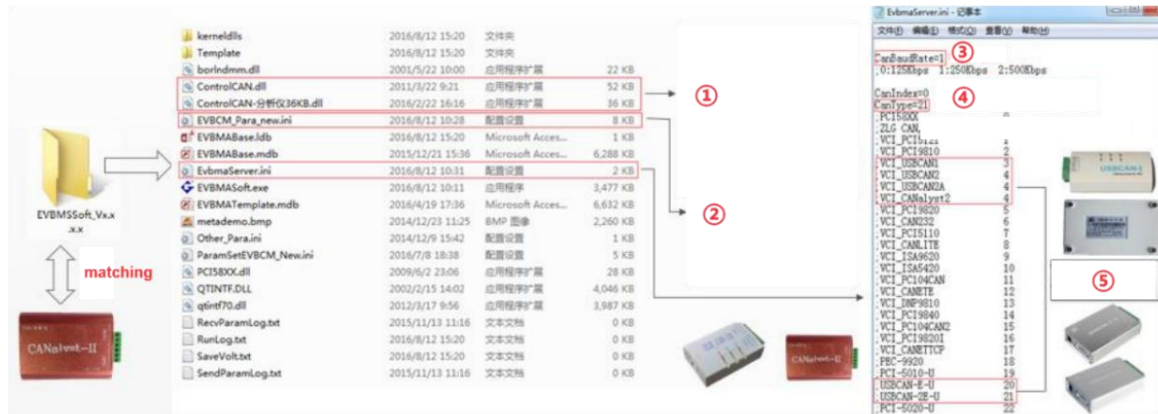 EVBMSSoft_Vx.x
.x.x
matching
CANalyst-II
kerneldlls 2016/8/12 15:20 文件夹
Template 2016/8/12 15:20 文件夹
borlndmm.dll 2001/5/22 10:00 应用程序扩展 22 KB
ControlCAN.dll 2011/3/22 9:21 应用程序扩展 52 KB
ControlCAN-分析仪36KB.dll 2016/2/22 16:16 应用程序扩展 36 KB
EVBCM_Para_new.ini 2016/8/12 10:28 配置设置 8 KB
EVBMABase.ldb 2016/8/12 15:20 Microsoft Acces... 1 KB
EVBMABase.mdb 2015/12/21 15:36 Microsoft Acces... 6,288 KB
EvbmaServer.ini 2016/8/12 10:31 配置设置 2 KB
EVBMASoft.exe 2016/8/12 10:11 应用程序 3,477 KB
EVBMATemplate.mdb 2016/4/19 17:36 Microsoft Acces... 6,632 KB
metademo.bmp 2014/12/23 11:25 BMP 图像 2,260 KB
Other_Para.ini 2014/12/9 15:42 配置设置 1 KB
ParamSetEVBCM_New.ini 2016/7/8 18:38 配置设置 5 KB
PCI58XX.dll 2009/6/2 23:06 应用程序扩展 28 KB
QTINTF.DLL 2002/2/15 14:02 应用程序扩展 4,046 KB
qtintf70.dll 2012/3/17 9:56 应用程序扩展 3,987 KB
RecvParamLog.txt 2015/11/13 11:16 文本文档 0 KB
RunLog.txt 2016/8/12 15:20 文本文档 0 KB
SaveVolt.txt 2016/8/12 15:20 文本文档 0 KB
SendParamLog.txt 2015/11/13 11:16 文本文档 0 KB
①
②
CANalyst-II
EvbmaServer.ini - 记事本
文件(F) 编辑(E) 格式(O) 查看(V) 帮助(H)
③
CanBaudRate=1
;0:125Kbps 1:250Kbps 2:500Kbps
CanIndex=0
④
CanType=21
;PCI58XX 0
;ZLG CAN,
;VCI_PCI5121 1
;VCI_PCI9810 2
;VCI_USBCAN1 3
;VCI_USBCAN2 4
;VCI_USBCAN2A 4
;VCI_CANalyst2 4
;VCI_PCI9820 5
;VCI_CAN232 6
;VCI_PCI5110 7
;VCI_CANLITE 8
;VCI_ISA9620 9
;VCI_ISA5420 10
;VCI_PC104CAN 11
;VCI_CANETE 12
;VCI_DNP9810 13
;VCI_PCI9840 14
;VCI_PC104CAN2 15
;VCI_PCI9820I 16
;VCI_CANETTCP 17
;PEC-9920 18
;PCI-5010-U 19
;USBCAN-E-U 20
;USBCAN-2E-U 21
;PCI-5020-U 22
USBCAN-I
⑤